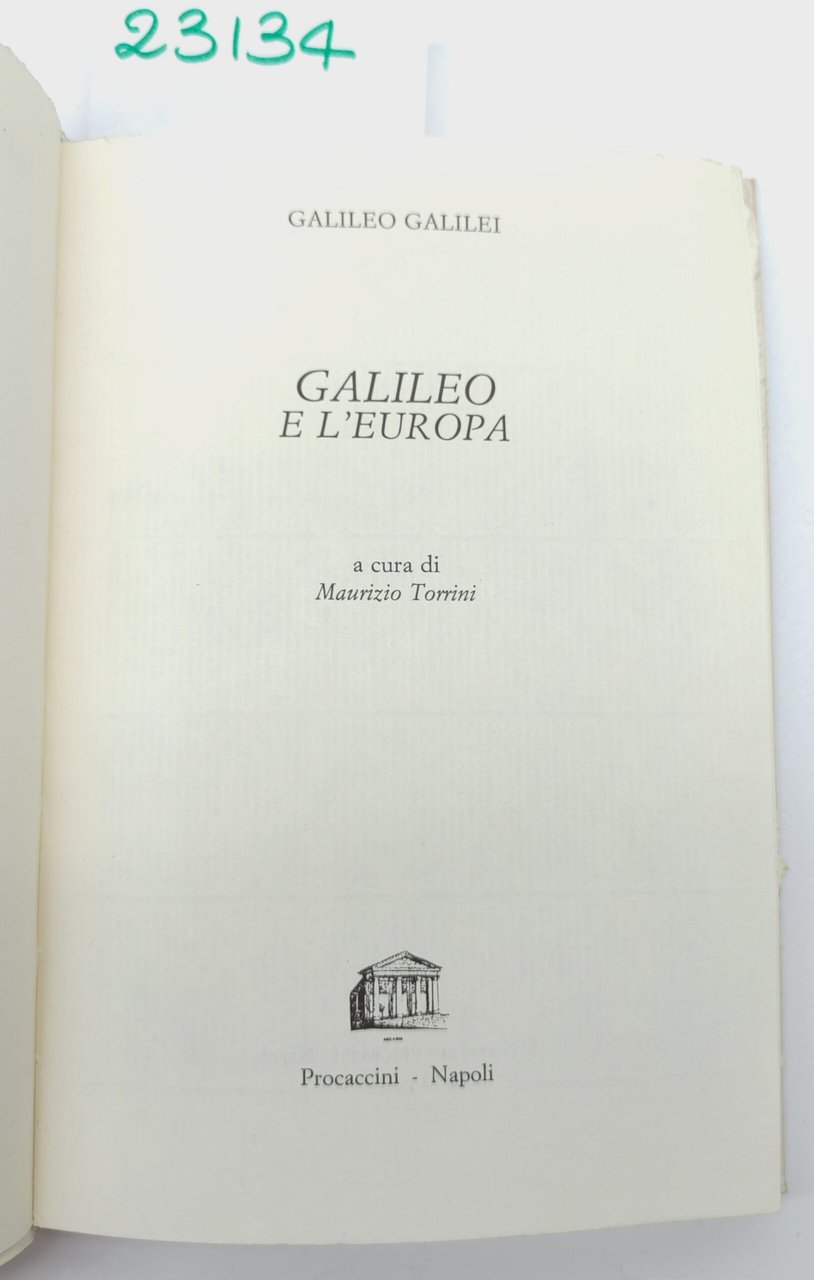 23134
GALILEO GALILEI
GALILEO
E L'EUROPA
a cura di
Maurizio Torrini
Procaccini - Napoli